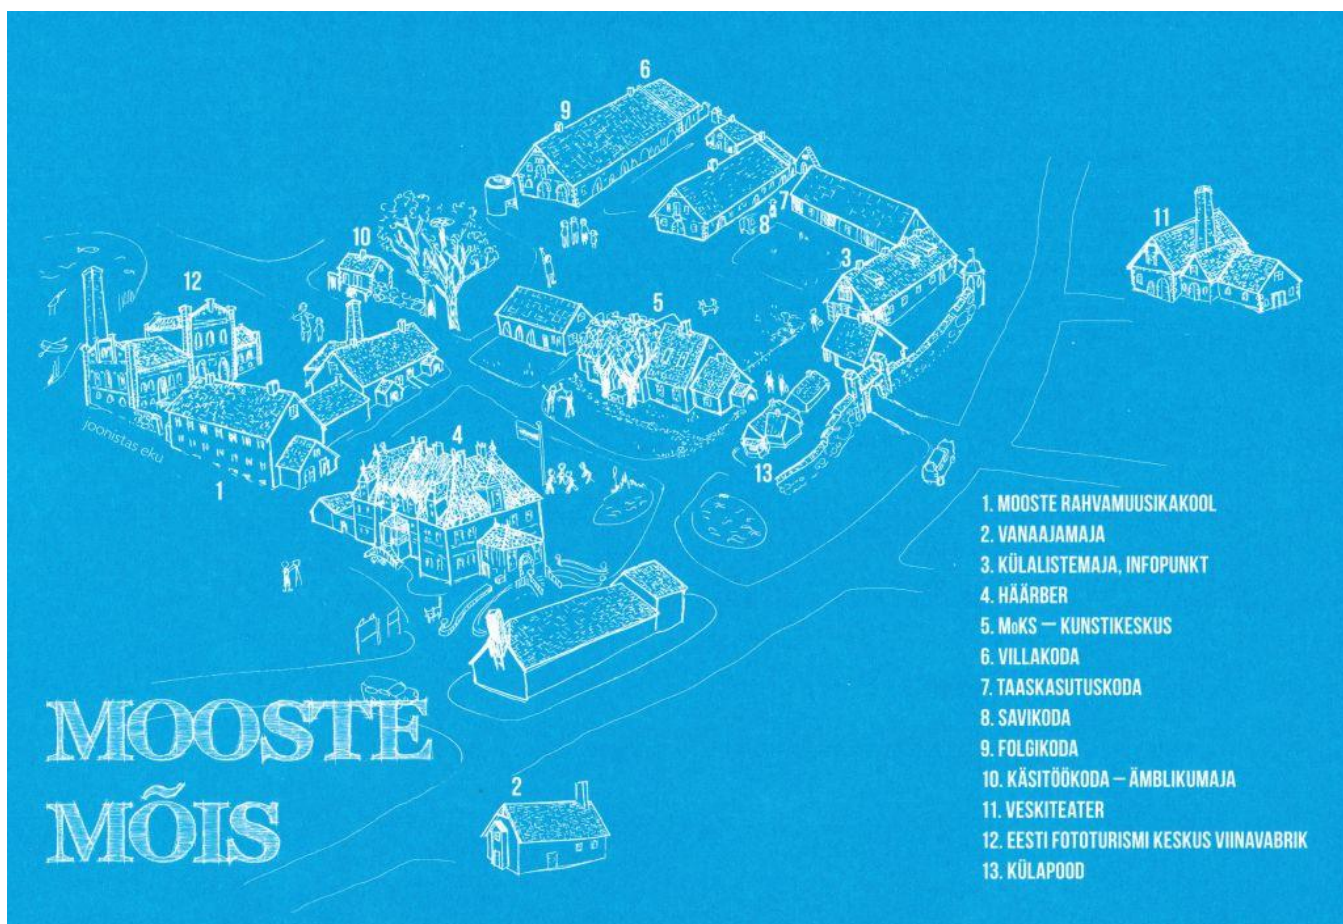 6
9
10
12
7
8
11
3
5
4
13
1
2
joonistas eku
MOOSTE
MÕIS
1. MOOSTE RAHVAMUUSIKAKOOL
2. VANAAJAMAJA
3. KÜLALISTEMAJA, INFOPUNKT
4. HÄÄRBER
5. MoKS – KUNSTIKESKUS
6. VILLAKODA
7. TAASKASUTUSKODA
8. SAVIKODA
9. FOLGIKODA
10. KÄSITÖÖKODA – ÄMBLIKUMAJA
11. VESKITEATER
12. EESTI FOTOTURISMI KESKUS VIINAVABRIK
13. KÜLAPOOD